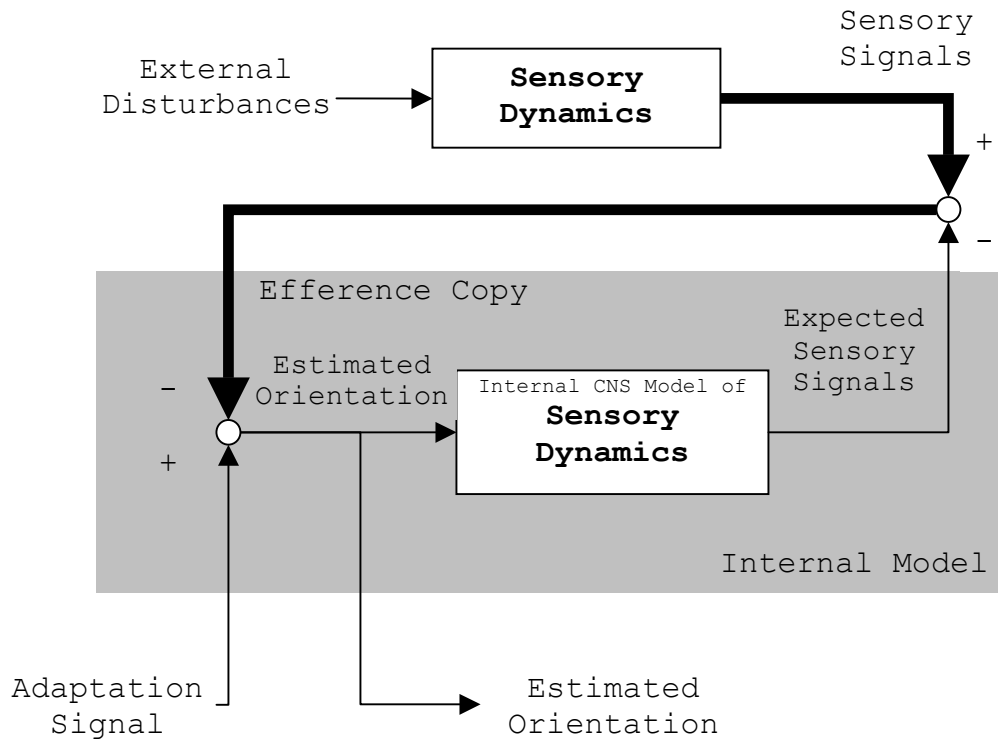 Sensory
Signals
External
Disturbances
Sensory
Dynamics
+
-
Efference Copy
Expected
Sensory
Signals
Estimated
Orientation
-
+
Internal CNS Model of
Sensory
Dynamics
Internal Model
Adaptation
Signal
Estimated
Orientation